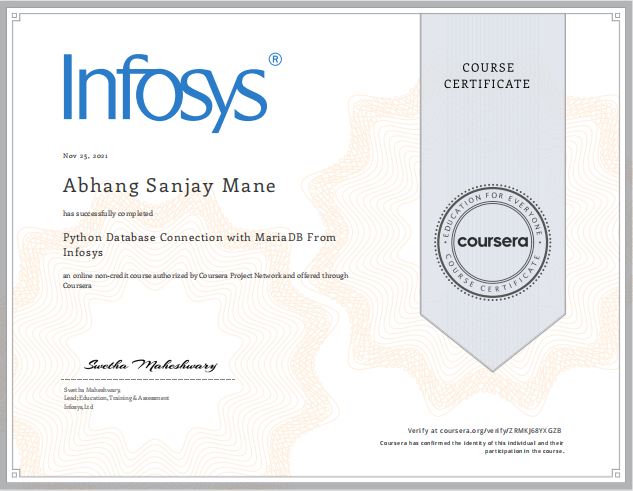 Infosys®
COURSE
CERTIFICATE
Nov 25, 2021
Abhang Sanjay Mane
has successfully completed
Python Database Connection with MariaDB From
Infosys
an online non-credit course authorized by Coursera Project Network and offered through
Coursera
EDUCATION FOR EVERYONE
coursera
COURSE CERTIFICATE
Swetha Maheshwary
Swetha Maheshwary,
Lead; Education, Training & Assessment
Infosys, Ltd
Verify at coursera.org/verify/ZRMKJ68YXGZB
Coursera has confirmed the identity of this individual and their
participation in the course.